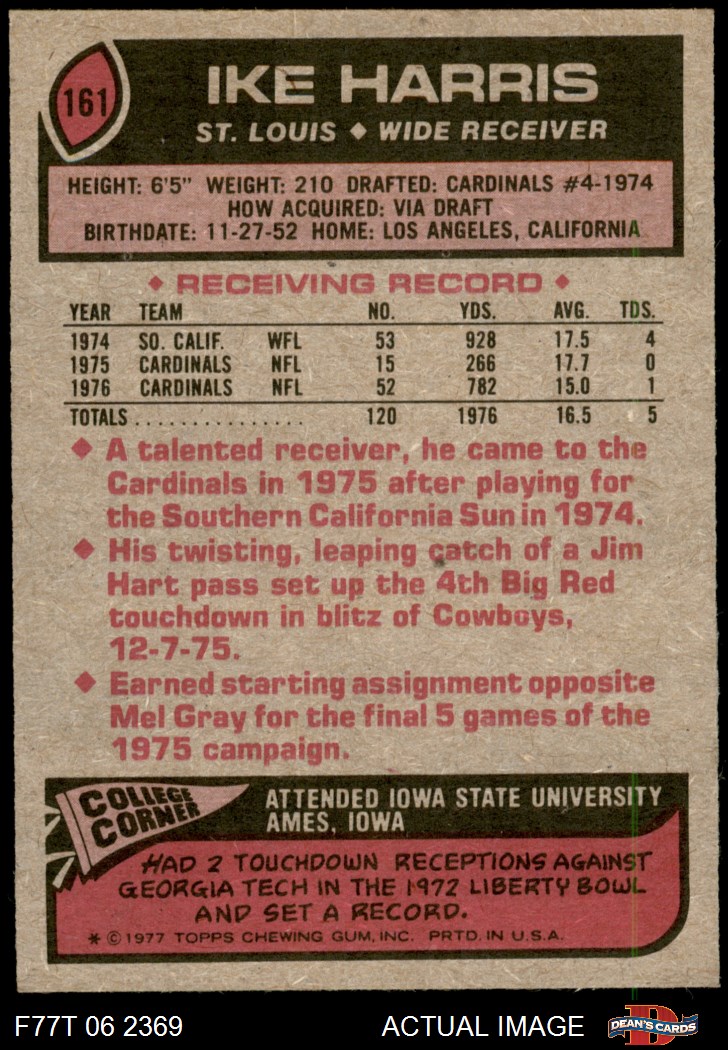 161
IKE HARRIS
ST. LOUIS ♦ WIDE RECEIVER
HEIGHT: 6'5" WEIGHT: 210 DRAFTED: CARDINALS #4-1974
HOW ACQUIRED: VIA DRAFT
BIRTHDATE: 11-27-52 HOME: LOS ANGELES, CALIFORNIA
♦ RECEIVING RECORD ♦
YEAR TEAM NO. YDS. AVG. TDS.
1974 SO. CALIF. WFL 53 928 17.5 4
1975 CARDINALS NFL 15 266 17.7 0
1976 CARDINALS NFL 52 782 15.0 1
TOTALS ................ 120 1976 16.5 5
♦ A talented receiver, he came to the
Cardinals in 1975 after playing for
the Southern California Sun in 1974.
♦ His twisting, leaping catch of a Jim
Hart pass set up the 4th Big Red
touchdown in blitz of Cowboys,
12-7-75.
♦ Earned starting assignment opposite
Mel Gray for the final 5 games of the
1975 campaign.
COLLEGE
CORNER
ATTENDED IOWA STATE UNIVERSITY
AMES, IOWA
HAD 2 TOUCHDOWN RECEPTIONS AGAINST
GEORGIA TECH IN THE 1972 LIBERTY BOWL
AND SET A RECORD.
* © 1977 TOPPS CHEWING GUM, INC. PRTD. IN U.S.A.
F77T 06 2369
ACTUAL IMAGE
D
DEAN'S CARDS